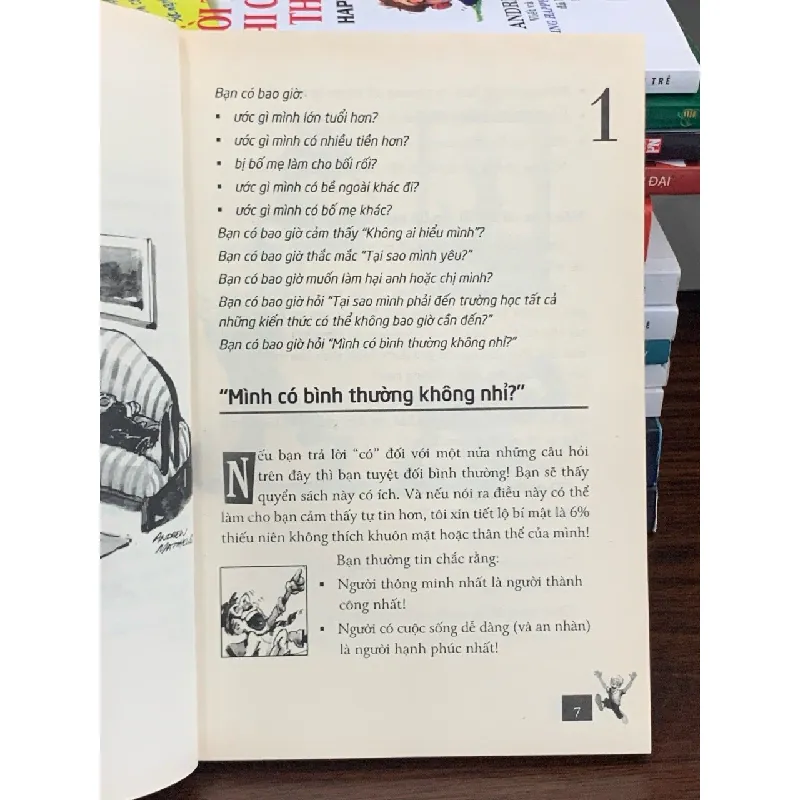 HAPP
ANDRE
Viết và
ING HAPPY
TRẺ
ĐẠI
Bạn có bao giờ:
1
▪ ước gì mình lớn tuổi hơn?
▪ ước gì mình có nhiều tiền hơn?
▪ bị bố mẹ làm cho bối rối?
▪ ước gì mình có bề ngoài khác đi?
▪ ước gì mình có bố mẹ khác?
Bạn có bao giờ cảm thấy “Không ai hiểu mình”?
Bạn có bao giờ thắc mắc “Tại sao mình yêu?”
Bạn có bao giờ muốn làm hại anh hoặc chị mình?
Bạn có bao giờ hỏi “Tại sao mình phải đến trường học tất cả
những kiến thức có thể không bao giờ cần đến?”
Bạn có bao giờ hỏi “Mình có bình thường không nhỉ?”
“Mình có bình thường không nhỉ?”
Nếu bạn trả lời “có” đối với một nửa những câu hỏi
trên đây thì bạn tuyệt đối bình thường! Bạn sẽ thấy
quyển sách này có ích. Và nếu nói ra điều này có thể
làm cho bạn cảm thấy tự tin hơn, tôi xin tiết lộ bí mật là 6%
thiếu niên không thích khuôn mặt hoặc thân thể của mình!
Bạn thường tin chắc rằng:
▪ Người thông minh nhất là người thành
công nhất!
▪ Người có cuộc sống dễ dàng (và an nhàn)
là người hạnh phúc nhất!
ANDREW
MATTHEWS
7